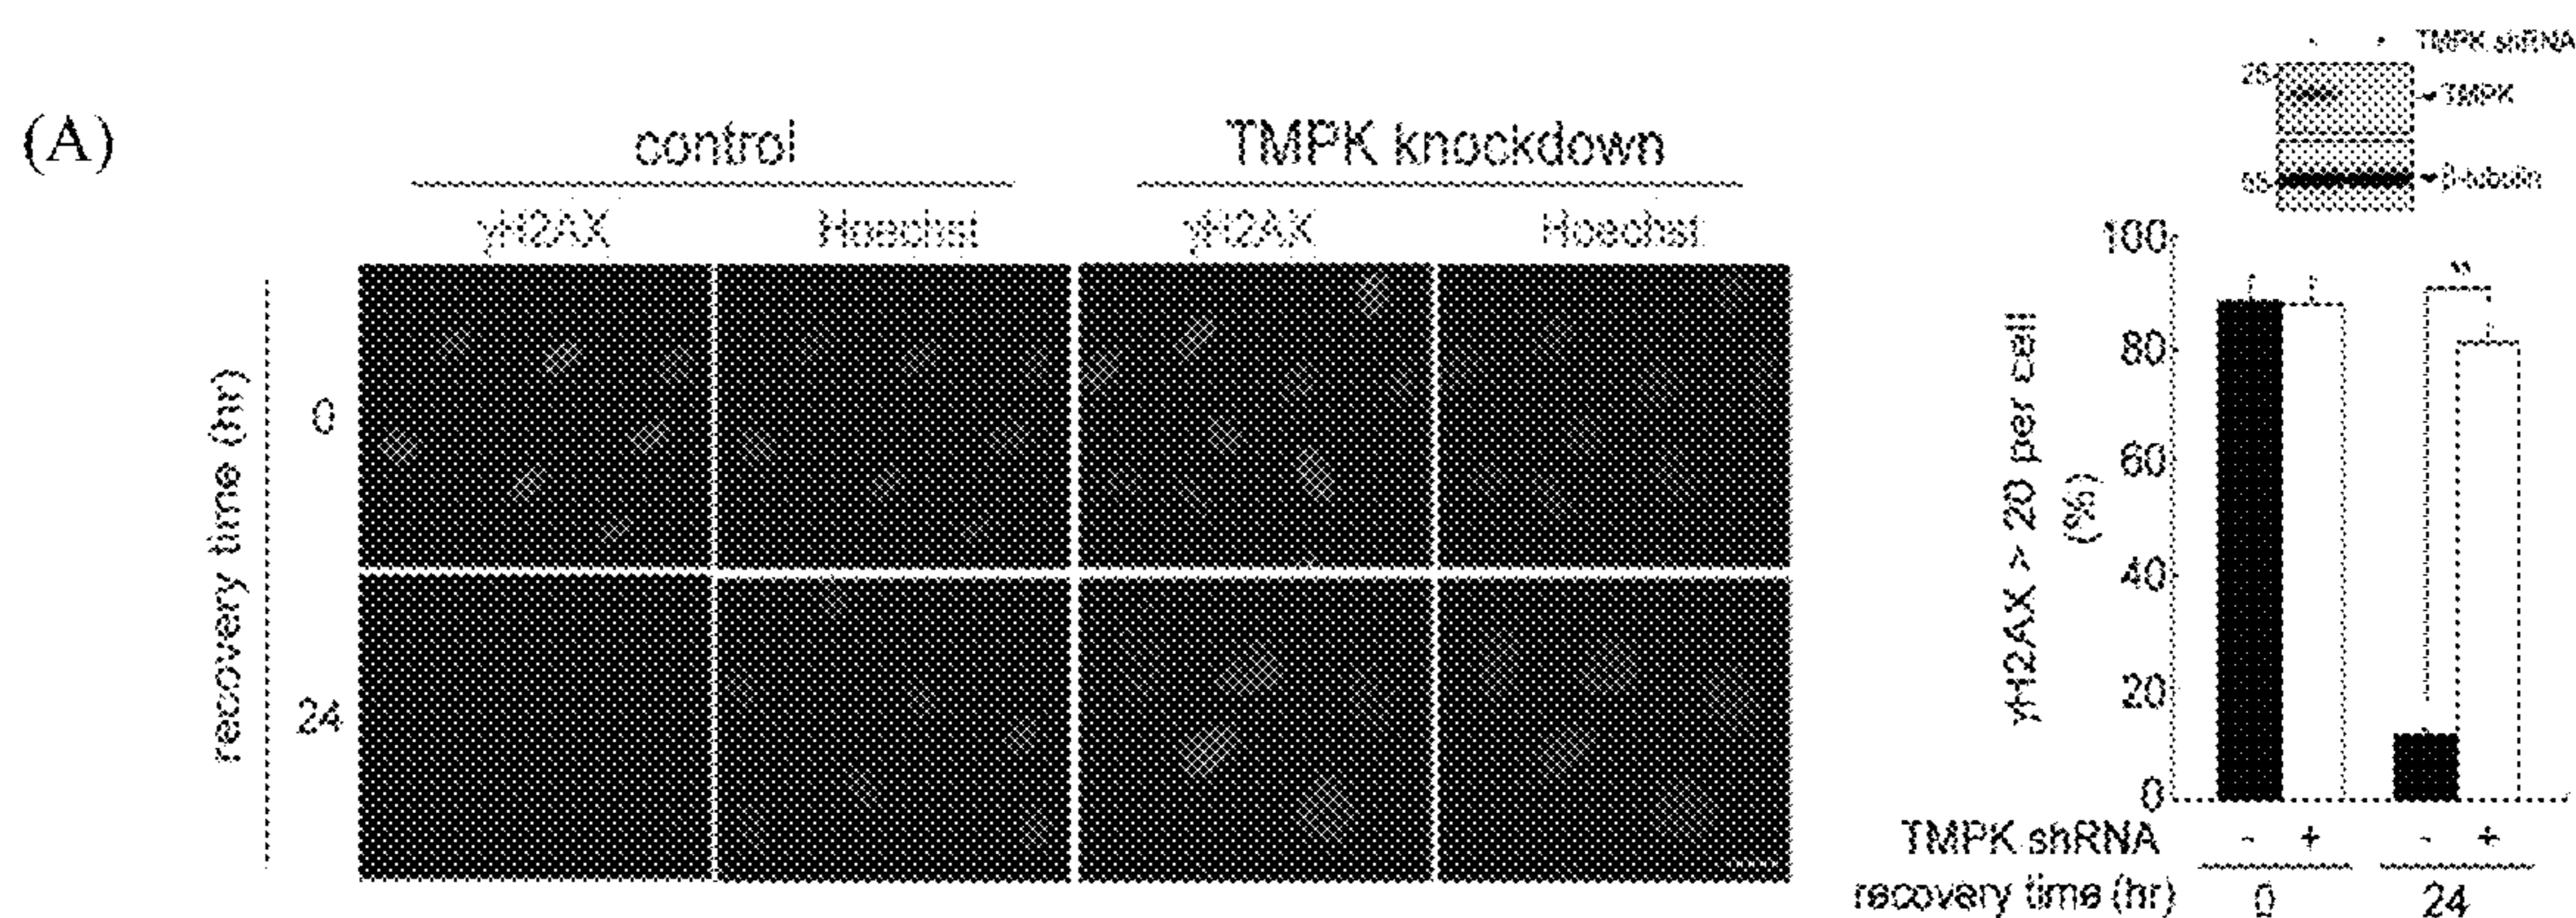 (A)
control
TMPK knockdown
γH2AX
Hoechst
γH2AX
Hoechst
recovery time (hr)
0
24
- + TMPK shRNA
TMPK
β-tubulin
γH2AX > 20 per cell
(%)
100
80
60
40
20
0
TMPK shRNA - + - +
recovery time (hr) 0 24